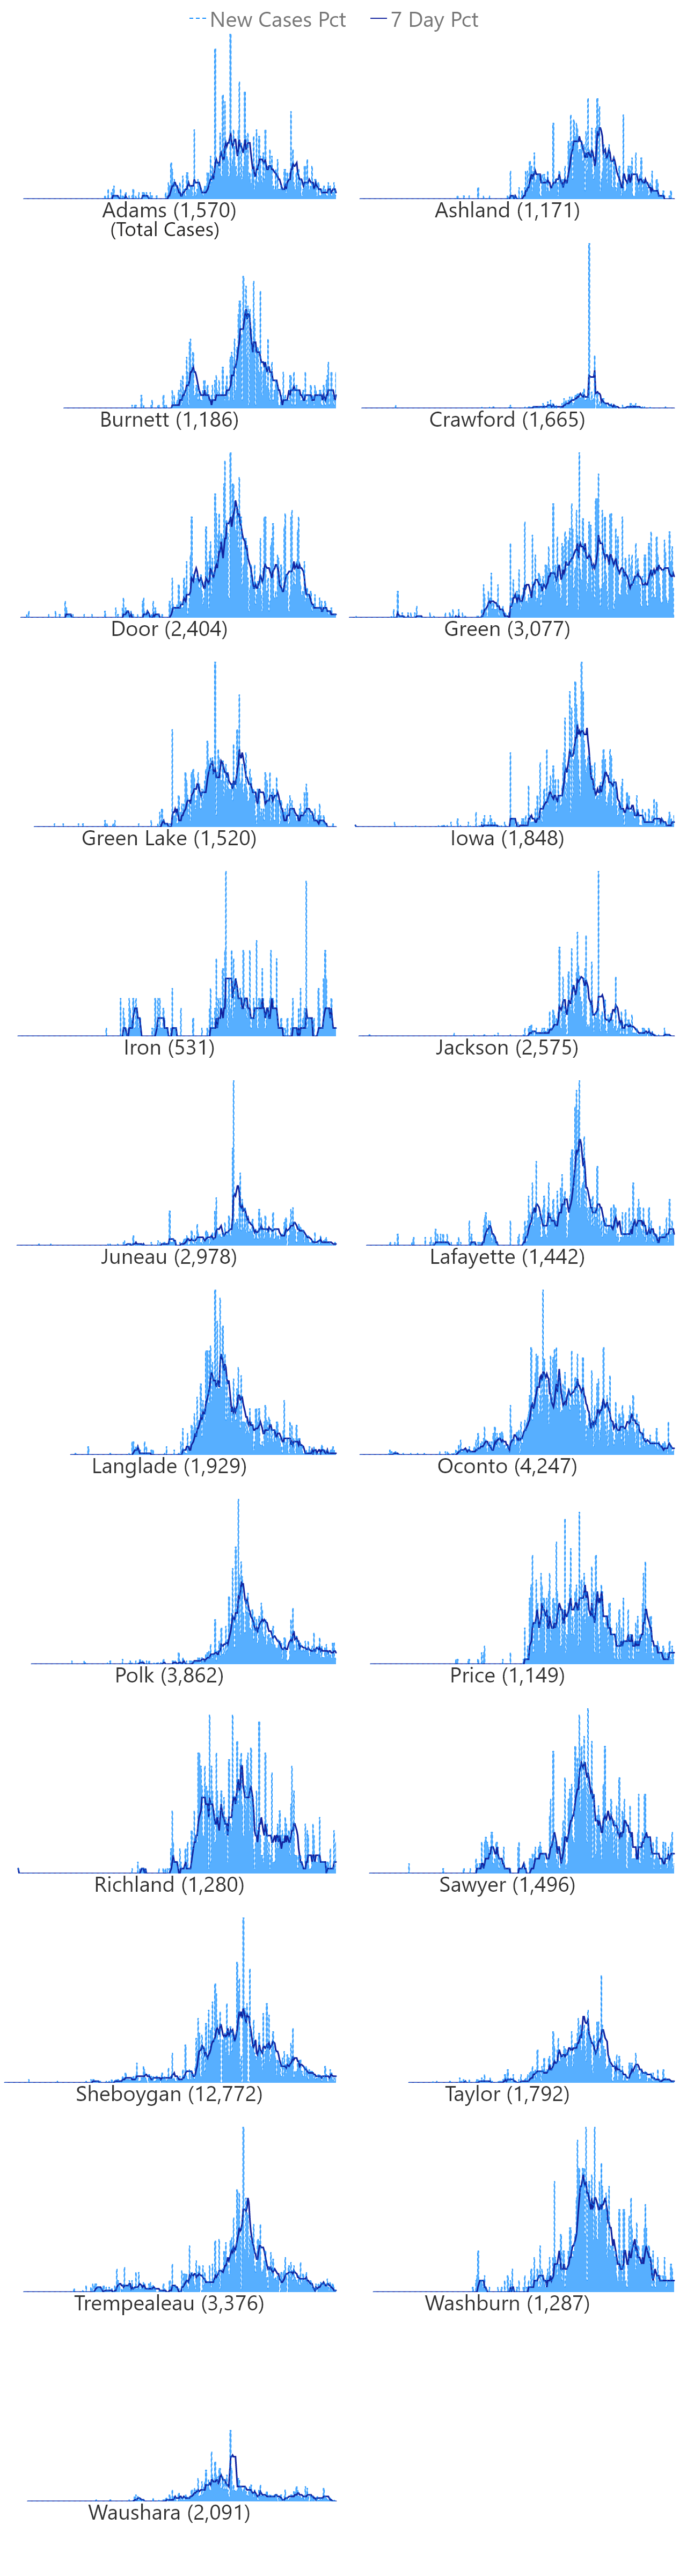 New Cases Pct 7 Day Pct
Adams (1,570) Ashland (1,171)
(Total Cases)
Burnett (1,186) Crawford (1,665)
Door (2,404) Green (3,077)
Green Lake (1,520) Iowa (1,848)
Iron (531) Jackson (2,575)
Juneau (2,978) Lafayette (1,442)
Langlade (1,929) Oconto (4,247)
Polk (3,862) Price (1,149)
Richland (1,280) Sawyer (1,496)
Sheboygan (12,772) Taylor (1,792)
Trempealeau (3,376) Washburn (1,287)
Waushara (2,091)